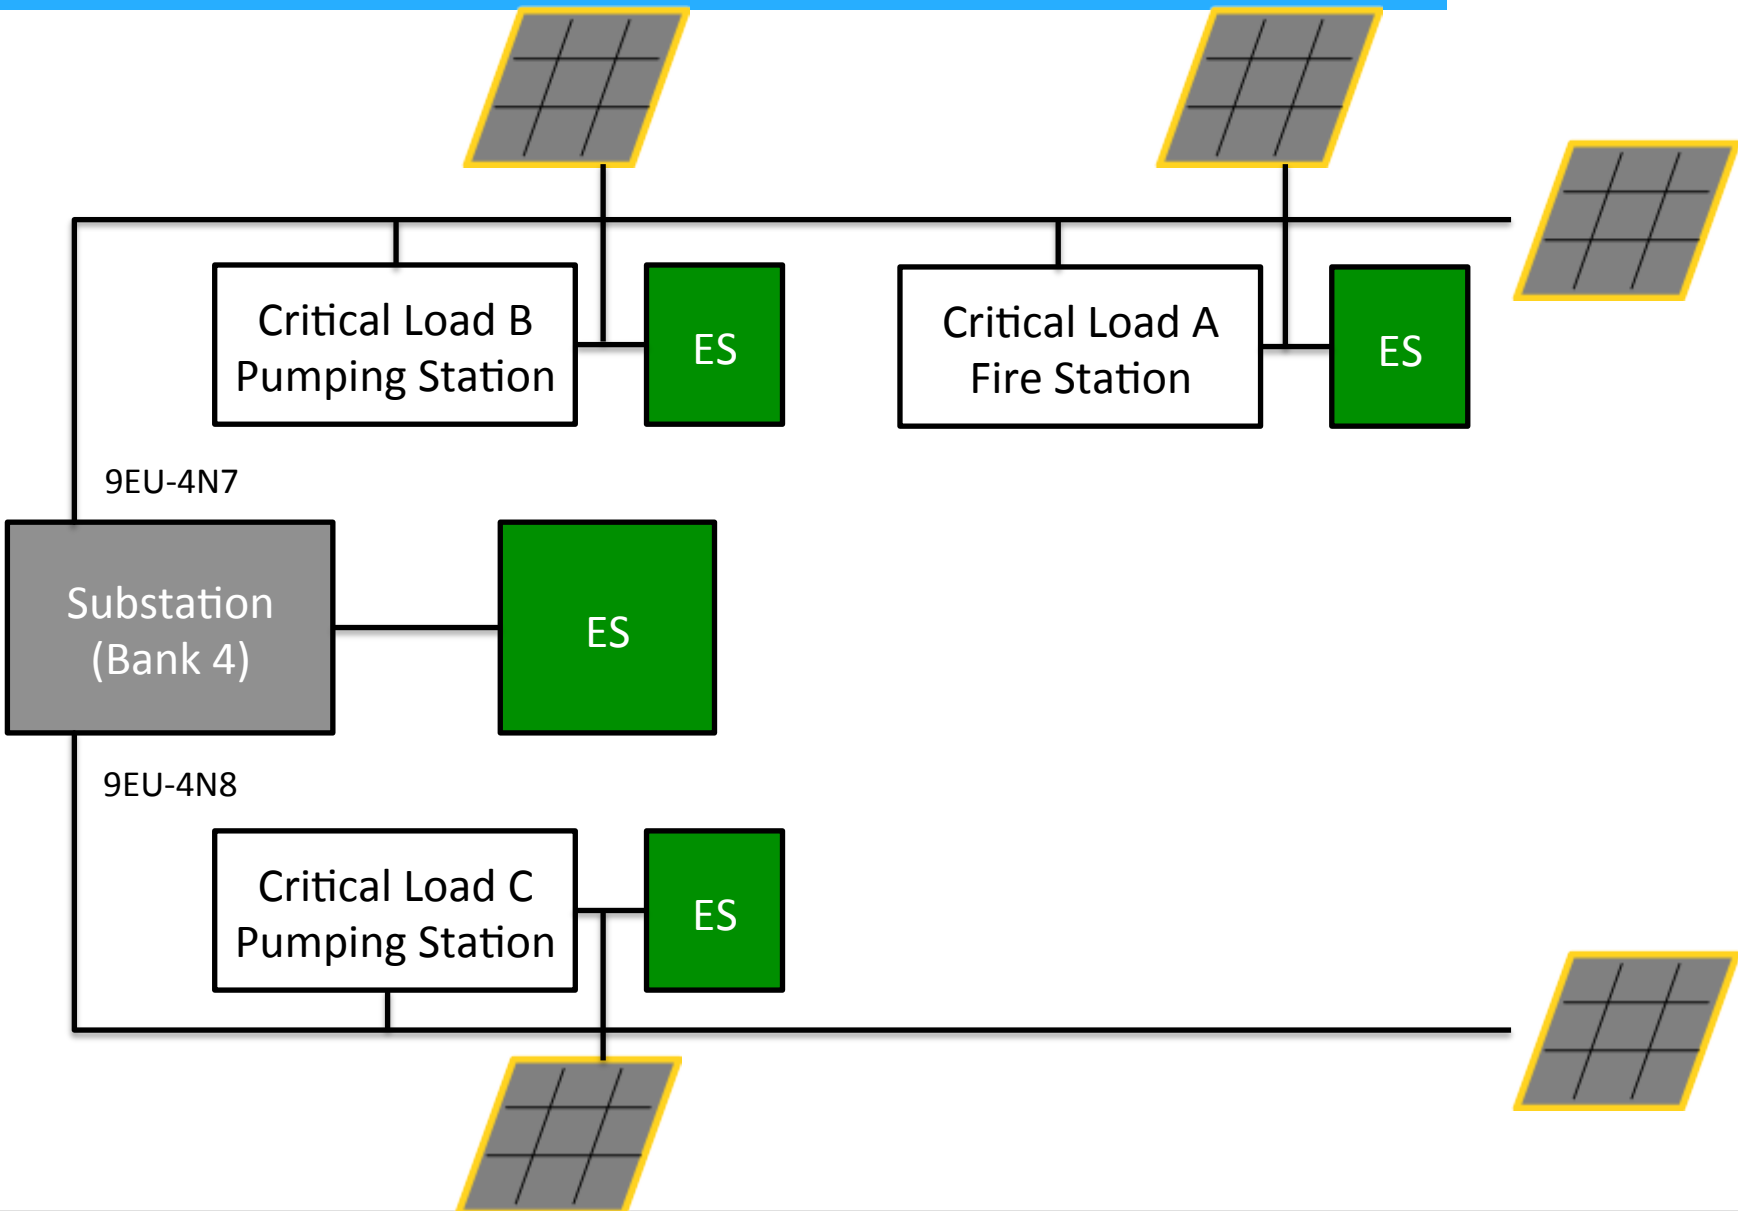 Critical Load B
Pumping Station
ES
Critical Load A
Fire Station
ES
9EU-4N7
Substation
(Bank 4)
ES
9EU-4N8
Critical Load C
Pumping Station
ES